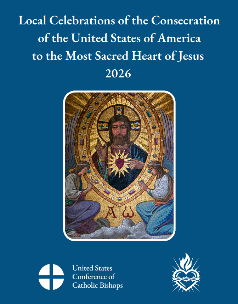 Local Celebrations of the Consecration
of the United States of America
to the Most Sacred Heart of Jesus
2026
Α Ω
United States
Conference of
Catholic Bishops